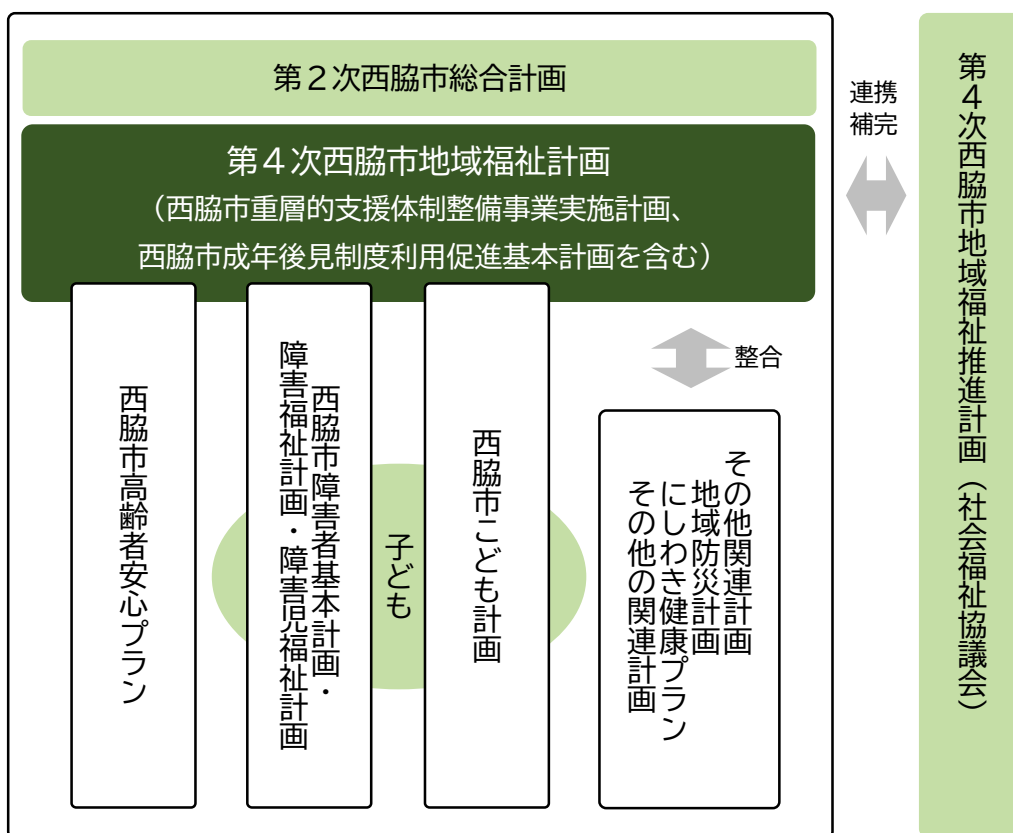 第２次西脇市総合計画
第４次西脇市地域福祉計画
（西脇市重層的支援体制整備事業実施計画、
西脇市成年後見制度利用促進基本計画を含む）
連携
補完
整合
西脇市高齢者安心プラン
西脇市障害者基本計画・
障害福祉計画・障害児福祉計画
子ども
西脇市こども計画
その他関連計画
地域防災計画
にしわき健康プラン
その他の関連計画
第４次西脇市地域福祉推進計画（社会福祉協議会）